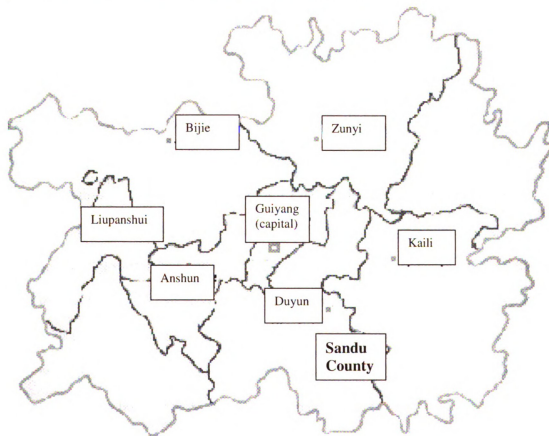 Bijie
Zunyi
Liupanshui
Guiyang
(capital)
Kaili
Anshun
Duyun
Sandu
County